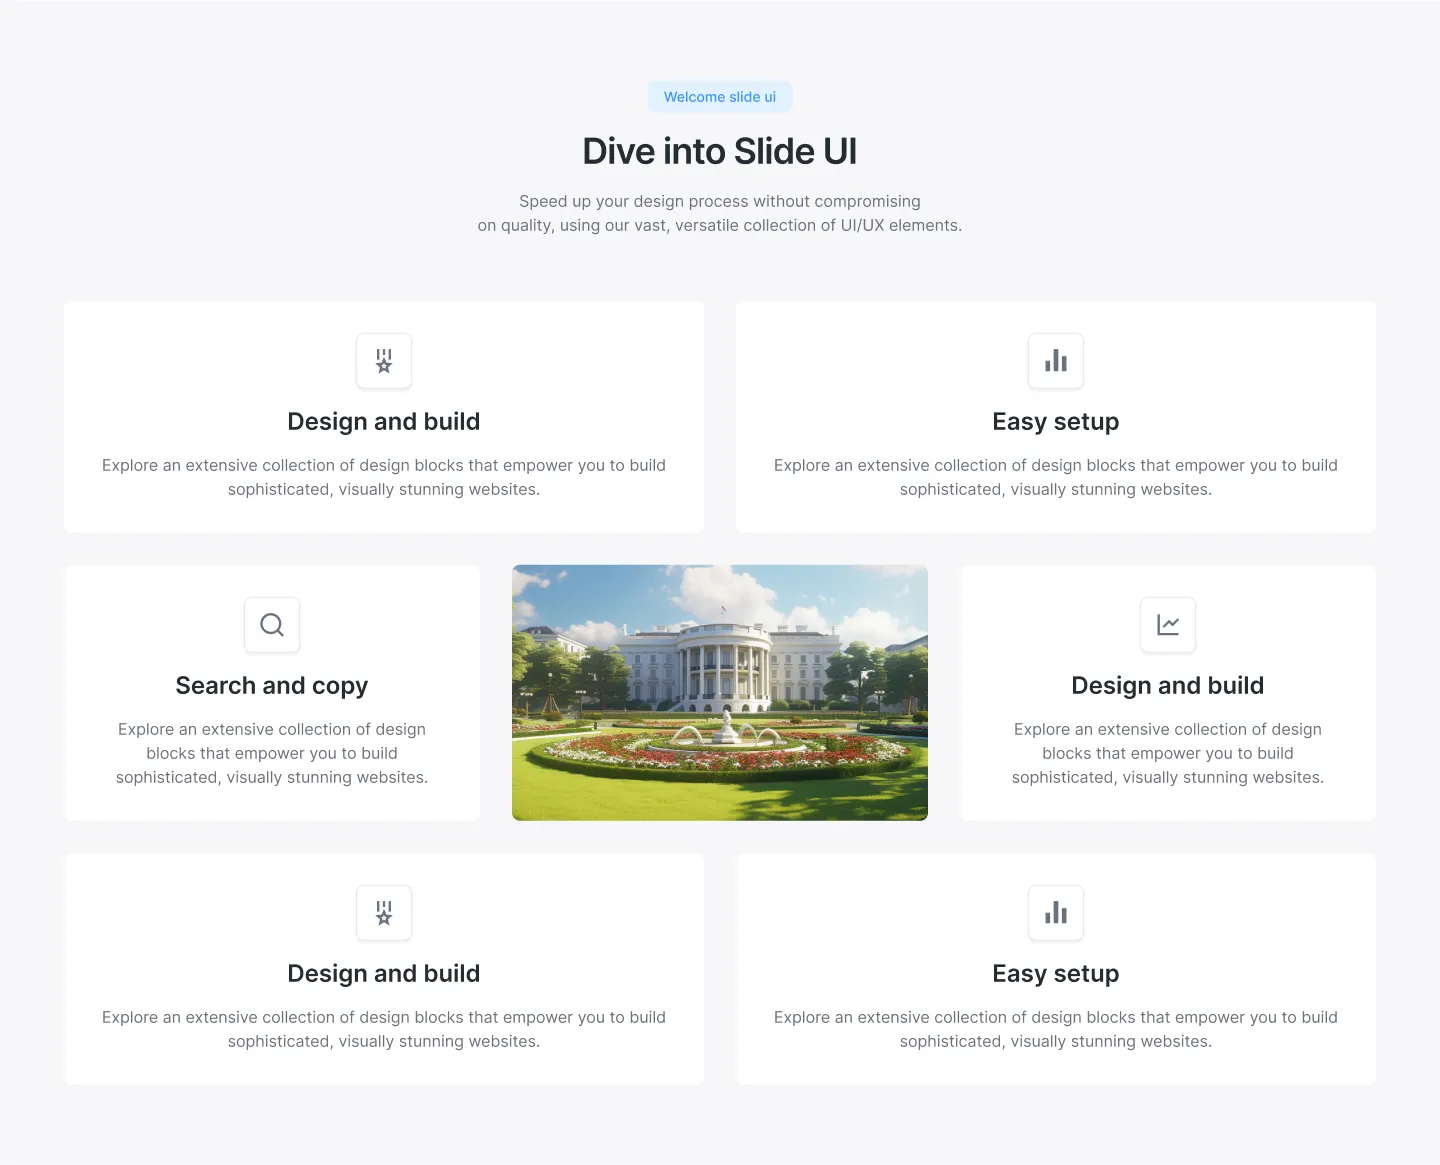 Welcome slide ui
Dive into Slide UI
Speed up your design process without compromising
on quality, using our vast, versatile collection of UI/UX elements.
Design and build
Explore an extensive collection of design blocks that empower you to build
sophisticated, visually stunning websites.
Easy setup
Explore an extensive collection of design blocks that empower you to build
sophisticated, visually stunning websites.
Search and copy
Explore an extensive collection of design
blocks that empower you to build
sophisticated, visually stunning websites.
Design and build
Explore an extensive collection of design
blocks that empower you to build
sophisticated, visually stunning websites.
Design and build
Explore an extensive collection of design blocks that empower you to build
sophisticated, visually stunning websites.
Easy setup
Explore an extensive collection of design blocks that empower you to build
sophisticated, visually stunning websites.